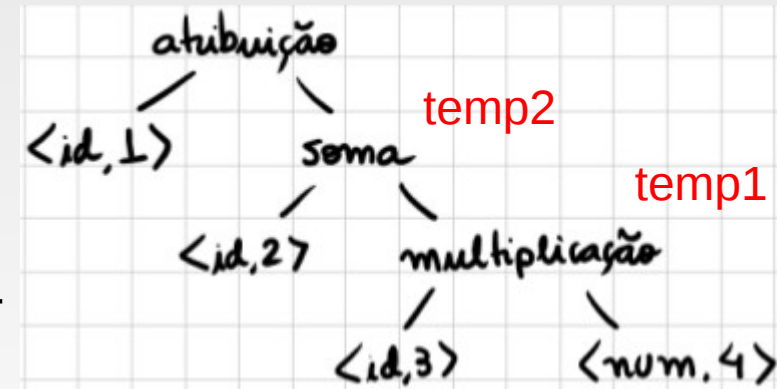 atribuição
temp2
<id,1>
soma
temp1
<id,2>
multiplicação
<id,3>
<num,4>